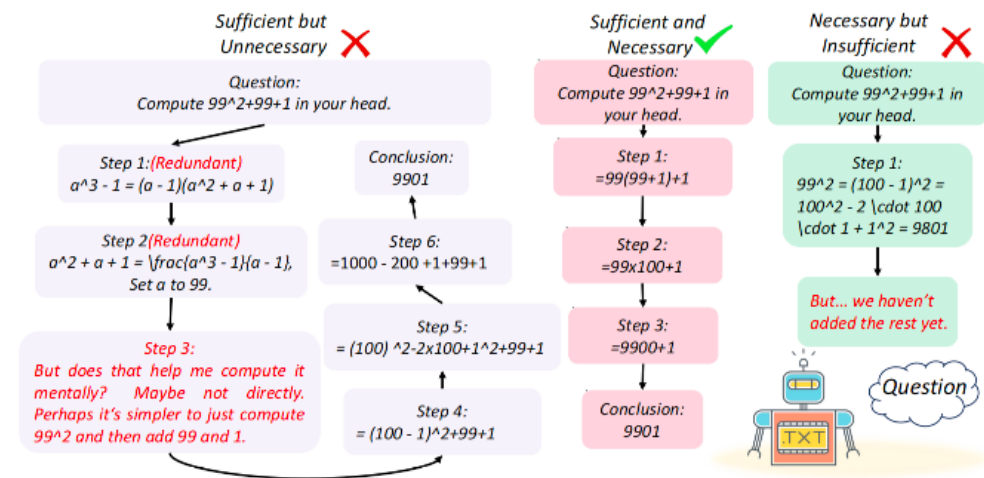 Sufficient but
Unnecessary
Question:
Compute 99^2+99+1 in your head.
Step 1:(Redundant)
a^3 - 1 = (a - 1)(a^2 + a + 1)
Step 2(Redundant)
a^2 + a + 1 = \frac{a^3 - 1}{a - 1},
Set a to 99.
Step 3:
But does that help me compute it
mentally? Maybe not directly.
Perhaps it's simpler to just compute
99^2 and then add 99 and 1.
Step 4:
= (100 - 1)^2+99+1
Step 5:
= (100) ^2-2x100+1^2+99+1
Step 6:
=1000 - 200 +1+99+1
Conclusion:
9901
Sufficient and
Necessary
Question:
Compute 99^2+99+1 in
your head.
Step 1:
=99(99+1)+1
Step 2:
=99x100+1
Step 3:
=9900+1
Conclusion:
9901
Necessary but
Insufficient
Question:
Compute 99^2+99+1 in
your head.
Step 1:
99^2 = (100 - 1)^2 =
100^2 - 2 \cdot 100
\cdot 1 + 1^2 = 9801
But... we haven't
added the rest yet.
Question
.TXT